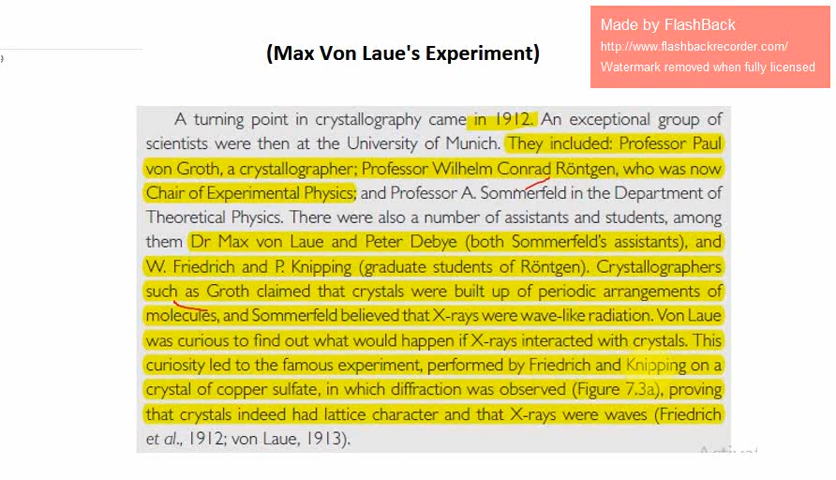 Made by FlashBack
http://www.flashbackrecorder.com/
Watermark removed when fully licensed
(Max Von Laue's Experiment)
A turning point in crystallography came in 1912. An exceptional group of
scientists were then at the University of Munich. They included: Professor Paul
von Groth, a crystallographer; Professor Wilhelm Conrad Röntgen, who was now
Chair of Experimental Physics; and Professor A. Sommerfeld in the Department of
Theoretical Physics. There were also a number of assistants and students, among
them Dr Max von Laue and Peter Debye (both Sommerfeld's assistants), and
W. Friedrich and P. Knipping (graduate students of Röntgen). Crystallographers
such as Groth claimed that crystals were built up of periodic arrangements of
molecules, and Sommerfeld believed that X-rays were wave-like radiation. Von Laue
was curious to find out what would happen if X-rays interacted with crystals. This
curiosity led to the famous experiment, performed by Friedrich and Knipping on a
crystal of copper sulfate, in which diffraction was observed (Figure 7.3a), proving
that crystals indeed had lattice character and that X-rays were waves (Friedrich
et al., 1912; von Laue, 1913).